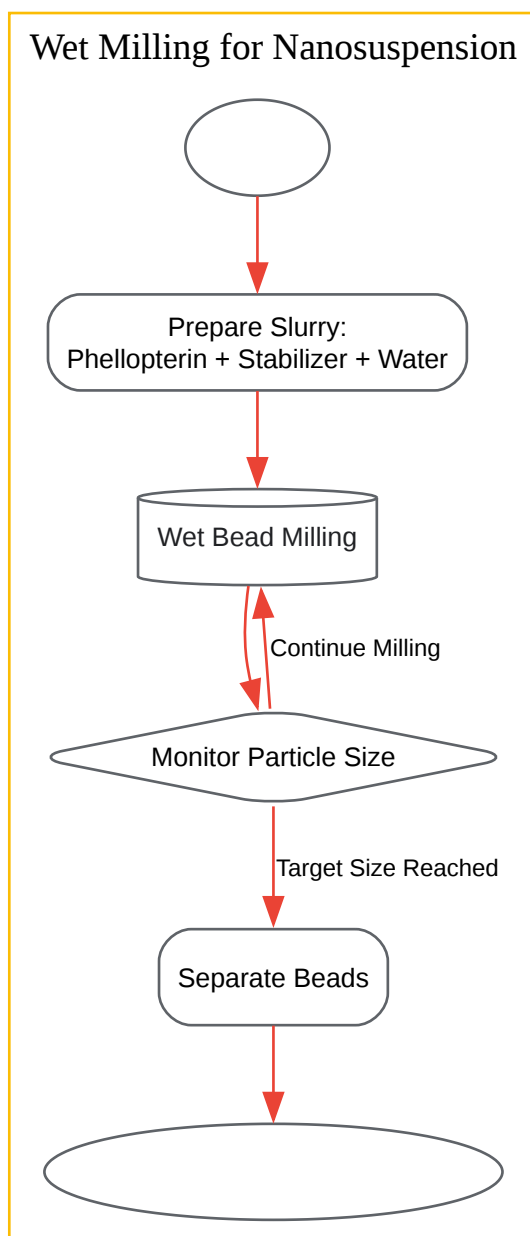 Wet Milling for Nanosuspension
Prepare Slurry:
Phellopterin + Stabilizer + Water
Wet Bead Milling
Continue Milling
Monitor Particle Size
Target Size Reached
Separate Beads